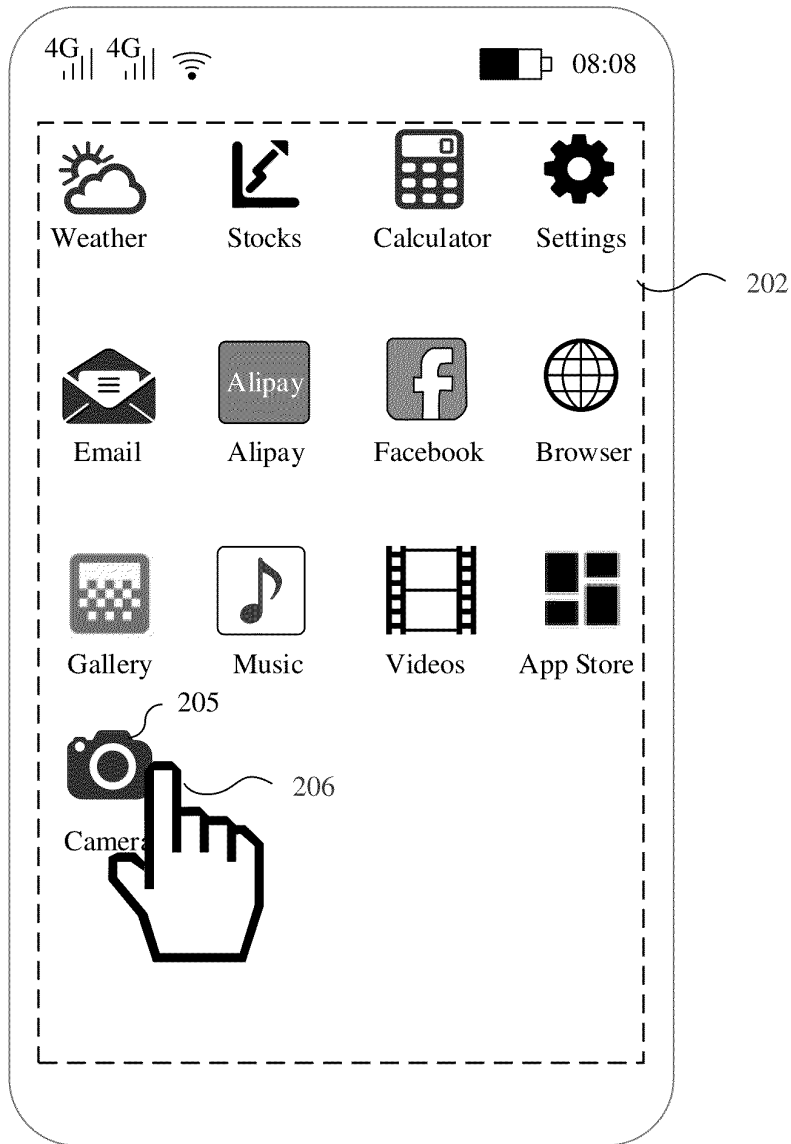 4G 4G 08:08
Weather Stocks Calculator Settings
202
Alipay
Email Alipay Facebook Browser
Gallery Music Videos App Store
205
206
Camera